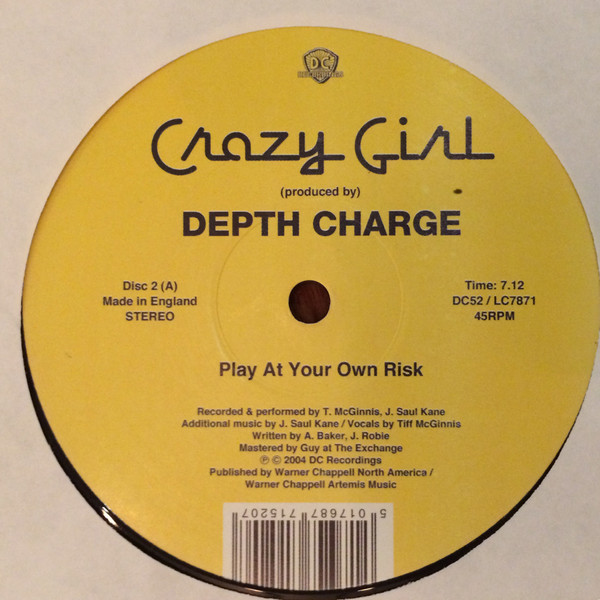 DC
RECORDINGS
Crazy Girl
(produced by)
DEPTH CHARGE
Disc 2 (A)
Made in England
STEREO
Time: 7.12
DC52 / LC7871
45RPM
Play At Your Own Risk
Recorded & performed by T. McGinnis, J. Saul Kane
Additional music by J. Saul Kane / Vocals by Tiff McGinnis
Written by A. Baker, J. Robie
Mastered by Guy at The Exchange
℗ © 2004 DC Recordings
Published by Warner Chappell North America /
Warner Chappell Artemis Music
5 017687 715207